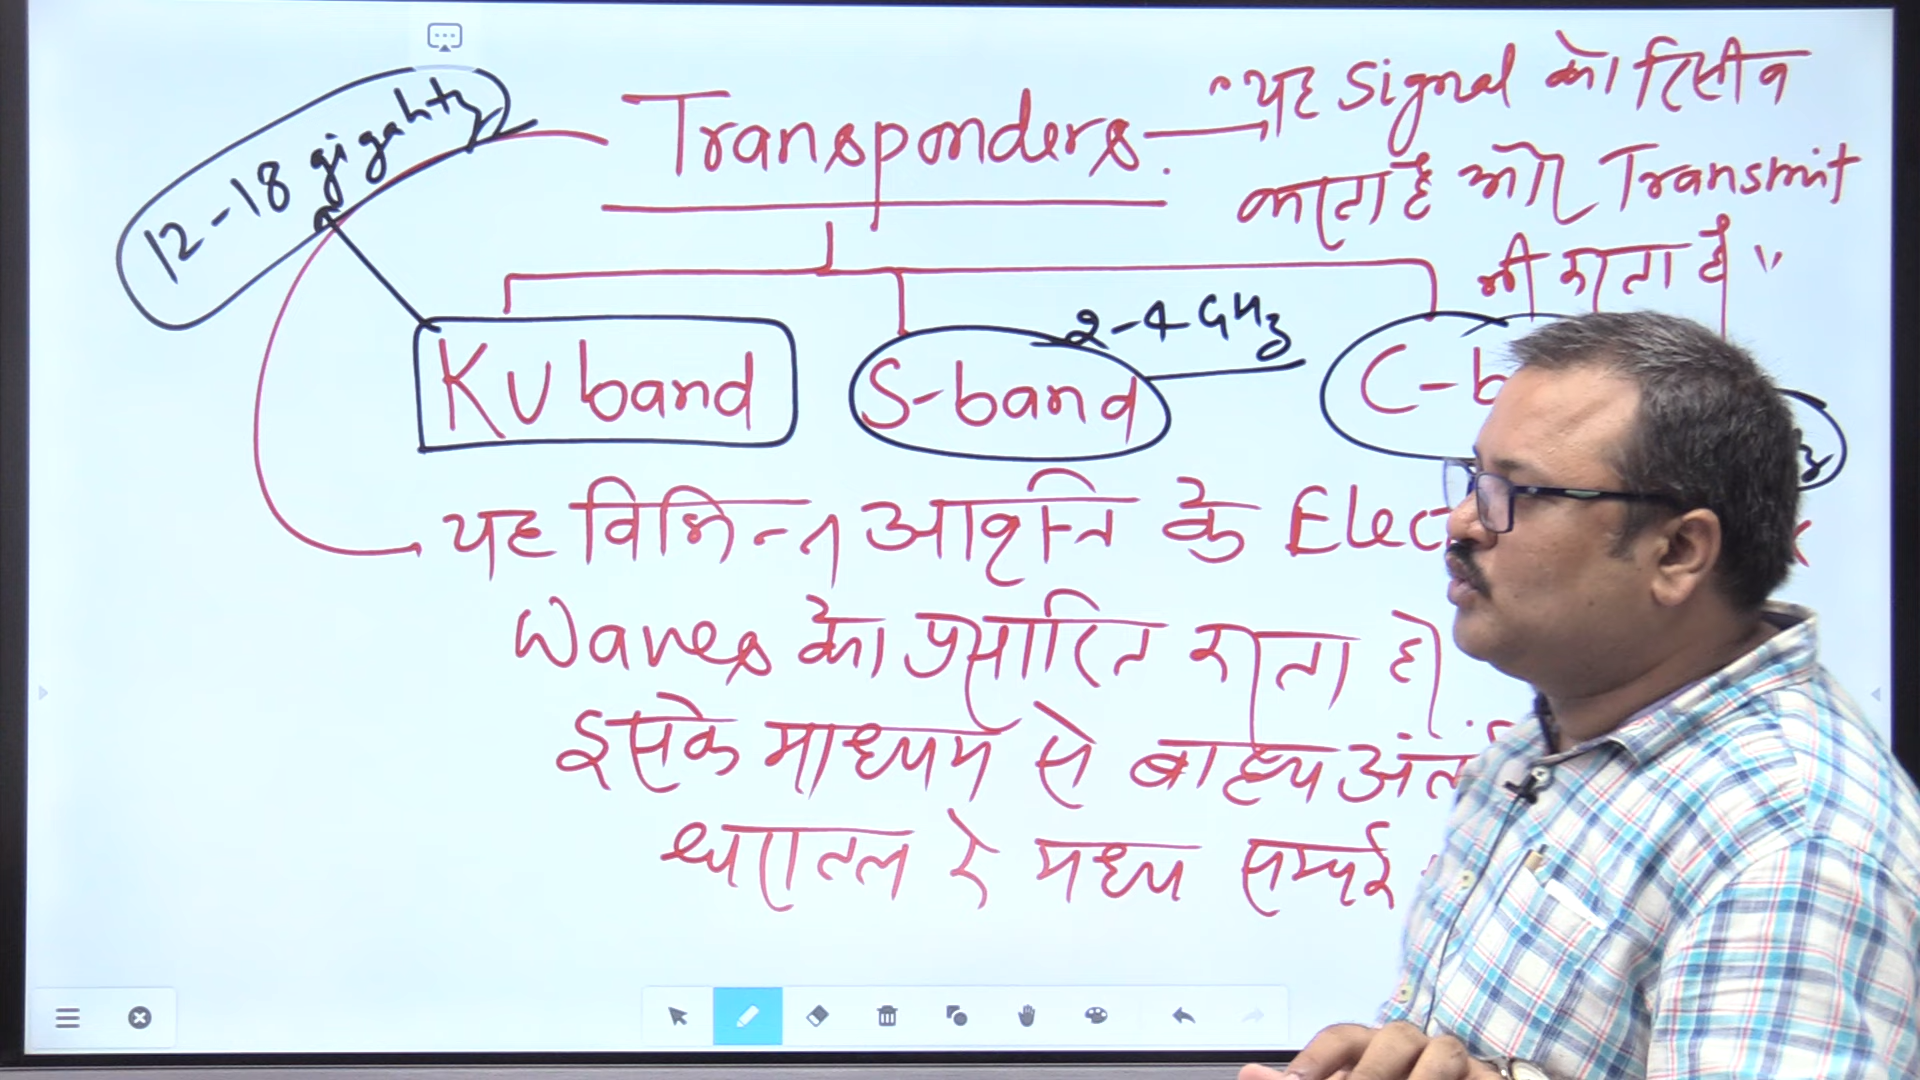 12-18 gigahtz
Transposnders.
"यह Signal को रिसीव
करता है और Transmit
भी करता है"
KU band
S-band
2-4 GHz
C-b
यह विभिन्न आवृत्ति के Elec
Waves को प्रसारित करता है
इसके माध्यम से बाह्य
धरातल के मध्य सम्पर्क